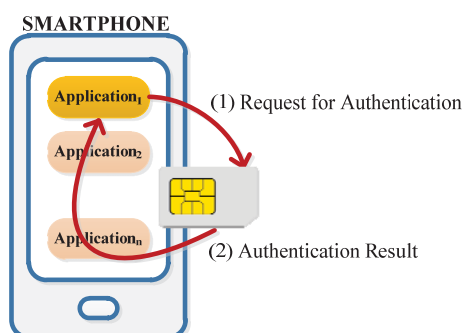 SMARTPHONE
Application₁
(1) Request for Authentication
Application₂
Applicationₙ
(2) Authentication Result